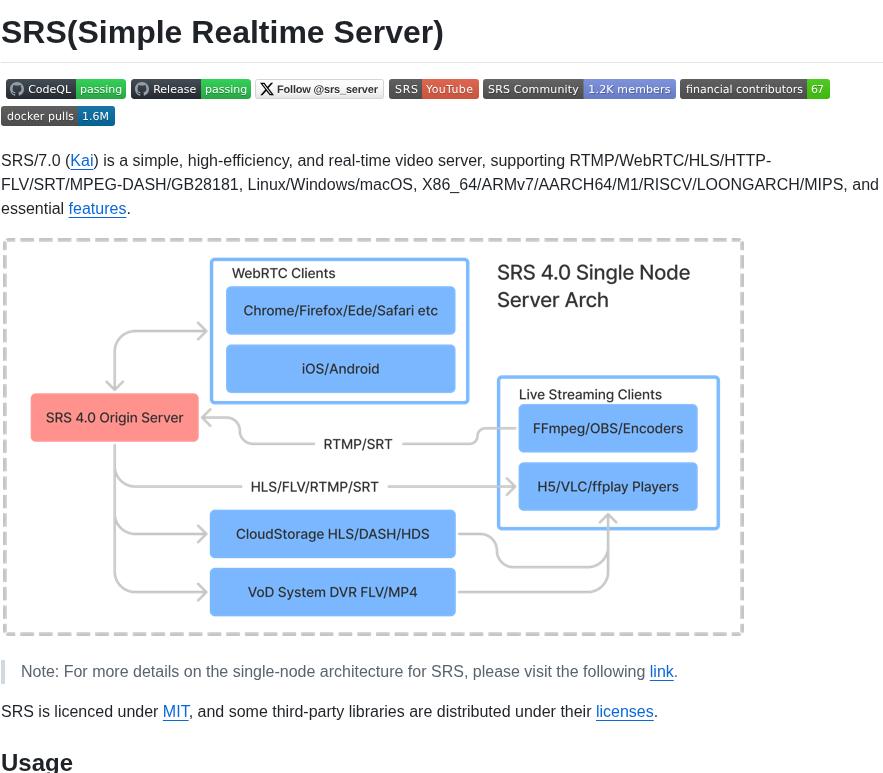 SRS(Simple Realtime Server)
CodeQL passing Release passing Follow @srs_server SRS YouTube SRS Community 1.2K members financial contributors 67
docker pulls 1.6M
SRS/7.0 (Kai) is a simple, high-efficiency, and real-time video server, supporting RTMP/WebRTC/HLS/HTTP-
FLV/SRT/MPEG-DASH/GB28181, Linux/Windows/macOS, X86_64/ARMv7/AARCH64/M1/RISCV/LOONGARCH/MIPS, and
essential features.
WebRTC Clients
Chrome/Firefox/Ede/Safari etc
iOS/Android
SRS 4.0 Single Node
Server Arch
SRS 4.0 Origin Server
Live Streaming Clients
FFmpeg/OBS/Encoders
RTMP/SRT
HLS/FLV/RTMP/SRT
H5/VLC/ffplay Players
CloudStorage HLS/DASH/HDS
VoD System DVR FLV/MP4
Note: For more details on the single-node architecture for SRS, please visit the following link.
SRS is licenced under MIT, and some third-party libraries are distributed under their licenses.
Usage